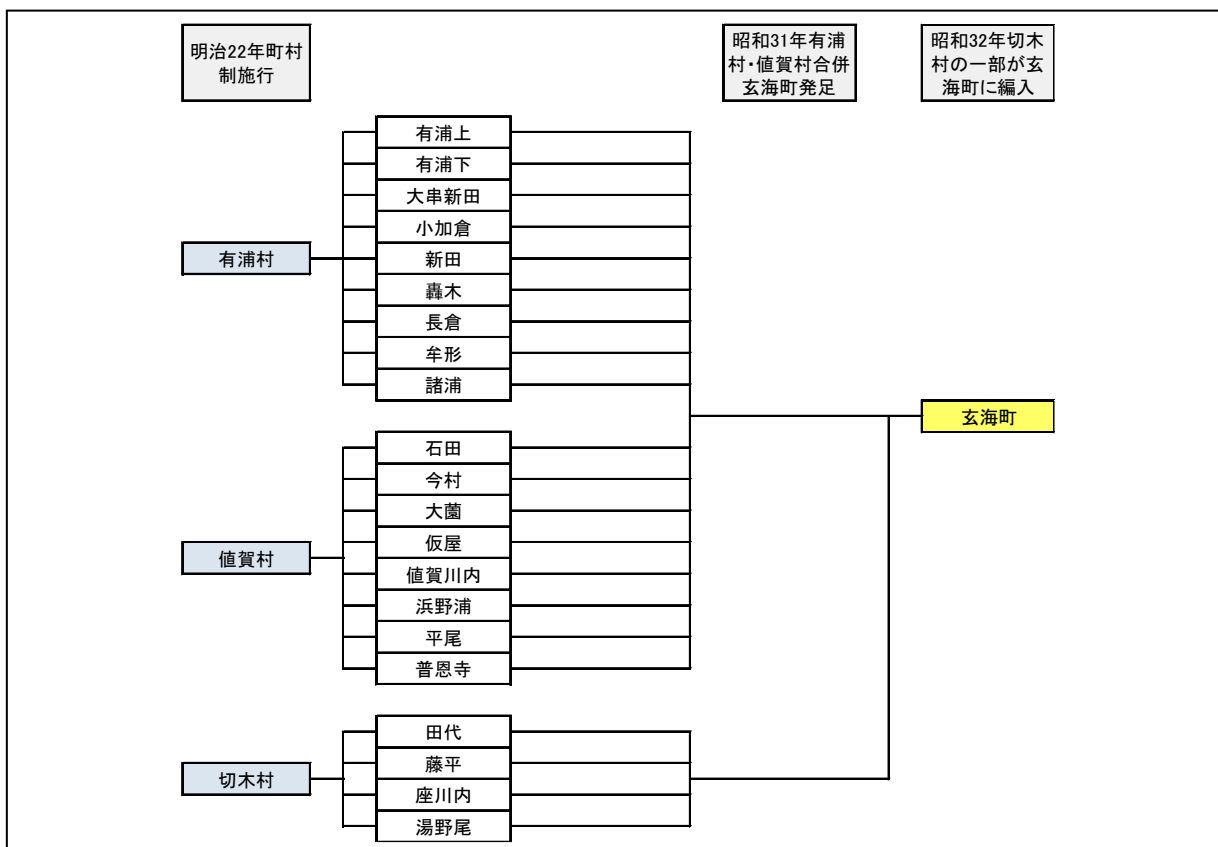 明治22年町村
制施行
昭和31年有浦
村・値賀村合併
玄海町発足
昭和32年切木
村の一部が玄
海町に編入
有浦上
有浦下
大串新田
小加倉
有浦村
新田
轟木
長倉
牟形
諸浦
玄海町
石田
今村
大薗
仮屋
値賀村
値賀川内
浜野浦
平尾
普恩寺
田代
藤平
切木村
座川内
湯野尾